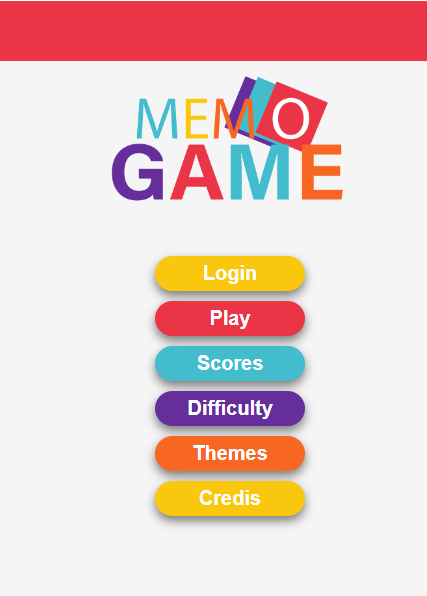 MEMO
GAME
Login
Play
Scores
Difficulty
Themes
Credis